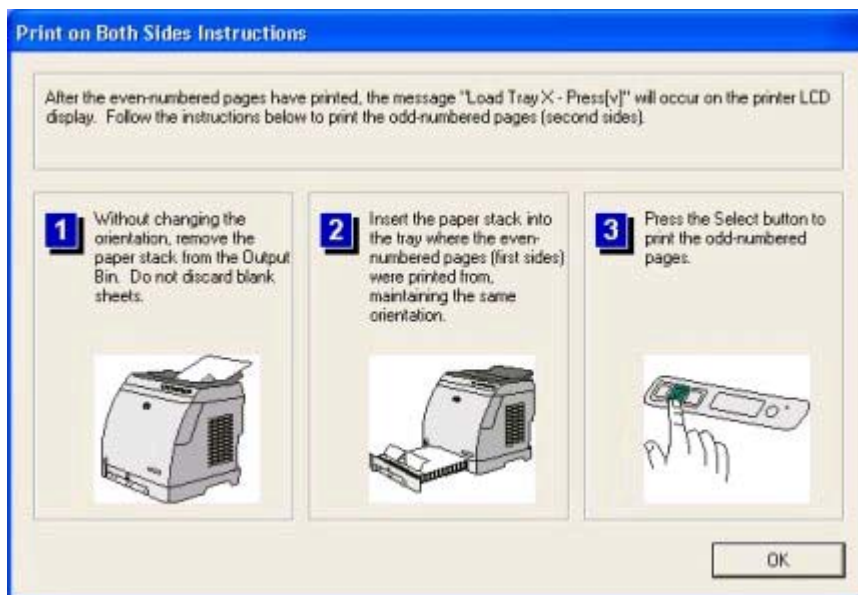 Print on Both Sides Instructions
After the even-numbered pages have printed, the message "Load Tray X - Press[v]" will occur on the printer LCD
display. Follow the instructions below to print the odd-numbered pages (second sides).
1
Without changing the
orientation, remove the
paper stack from the Output
Bin. Do not discard blank
sheets.
2
Insert the paper stack into
the tray where the even-
numbered pages (first sides)
were printed from,
maintaining the same
orientation.
3
Press the Select button to
print the odd-numbered
pages.
OK